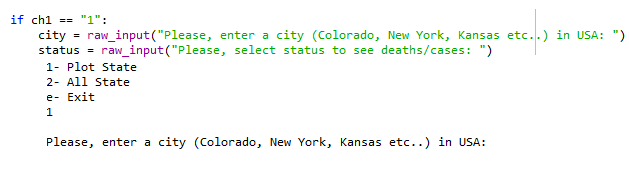 if ch1 == "1":
city = raw_input("Please, enter a city (Colorado, New York, Kansas etc..) in USA: ")
status = raw_input("Please, select status to see deaths/cases: ")
1- Plot State
2- All State
e- Exit
1
Please, enter a city (Colorado, New York, Kansas etc..) in USA: